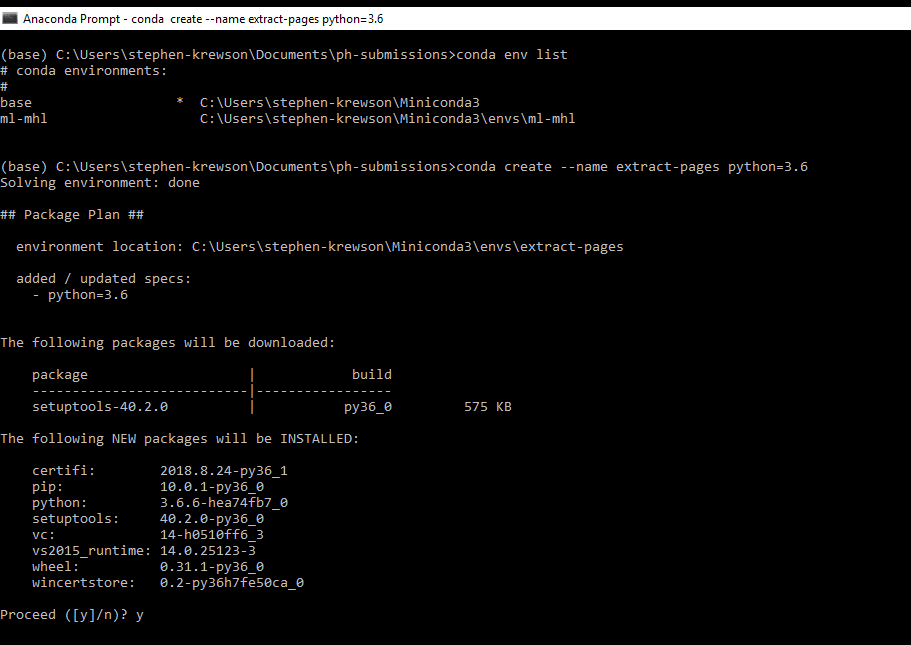 Anaconda Prompt - conda  create --name extract-pages python=3.6
(base) C:\Users\stephen-krewson\Documents\ph-submissions>conda env list
# conda environments:
#
base                  *  C:\Users\stephen-krewson\Miniconda3
ml-mhl                   C:\Users\stephen-krewson\Miniconda3\envs\ml-mhl
(base) C:\Users\stephen-krewson\Documents\ph-submissions>conda create --name extract-pages python=3.6
Solving environment: done
## Package Plan ##
  environment location: C:\Users\stephen-krewson\Miniconda3\envs\extract-pages
  added / updated specs:
    - python=3.6
The following packages will be downloaded:
    package                    |            build
    ---------------------------|-----------------
    setuptools-40.2.0          |           py36_0         575 KB
The following NEW packages will be INSTALLED:
    certifi:        2018.8.24-py36_1
    pip:            10.0.1-py36_0
    python:         3.6.6-hea74fb7_0
    setuptools:     40.2.0-py36_0
    vc:             14-h0510ff6_3
    vs2015_runtime: 14.0.25123-3
    wheel:          0.31.1-py36_0
    wincertstore:   0.2-py36h7fe50ca_0
Proceed ([y]/n)? y